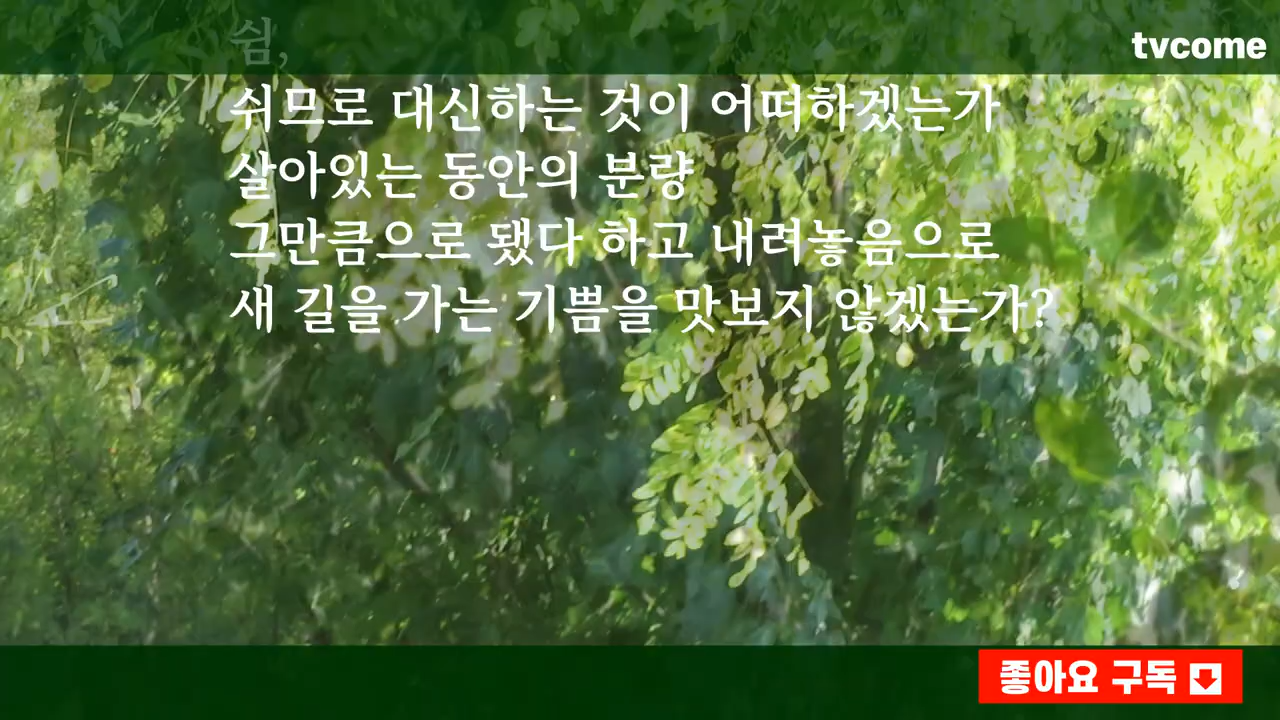 쉼,
tvcome
쉬므로 대신하는 것이 어떠하겠는가
살아있는 동안의 분량
그만큼으로 됐다 하고 내려놓음으로
새 길을 가는 기쁨을 맛보지 않겠는가?
좋아요 구독